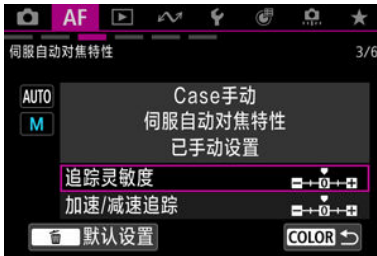 AF
伺服自动对焦特性 3/6
AUTO
Case手动
M
伺服自动对焦特性
已手动设置
追踪灵敏度 0
加速/减速追踪 0
默认设置 COLOR